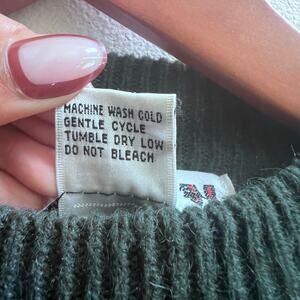 MACHINE WASH COLD
GENTLE CYCLE
TUMBLE DRY LOW
DO NOT BLEACH